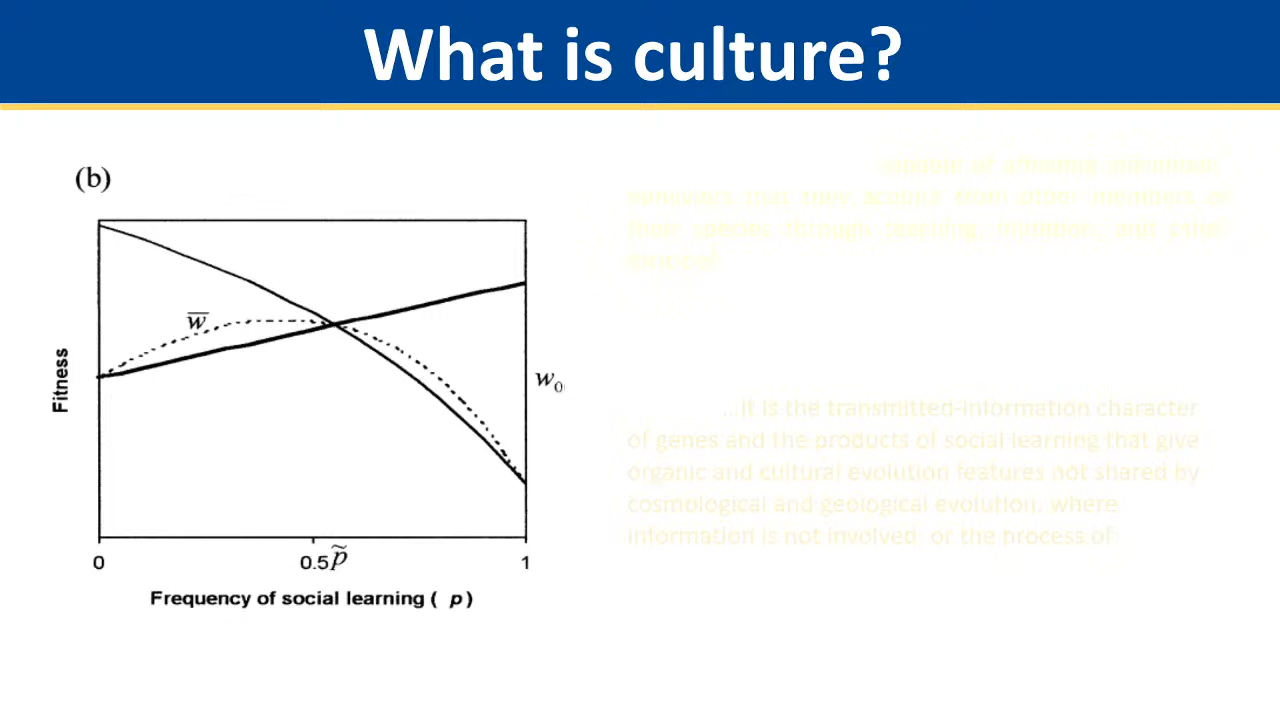 What is culture?
(b)
w̅
Fitness
w0
0 0.5 p̃ 1
Frequency of social learning ( p )
capable of affecting individuals'
behaviors that they acquire from other members of
their species through teaching, imitation, and other
forms of
...it is the transmitted-information character
of genes and the products of social learning that give
organic and cultural evolution features not shared by
cosmological and geological evolution, where
information is not involved, or the process of